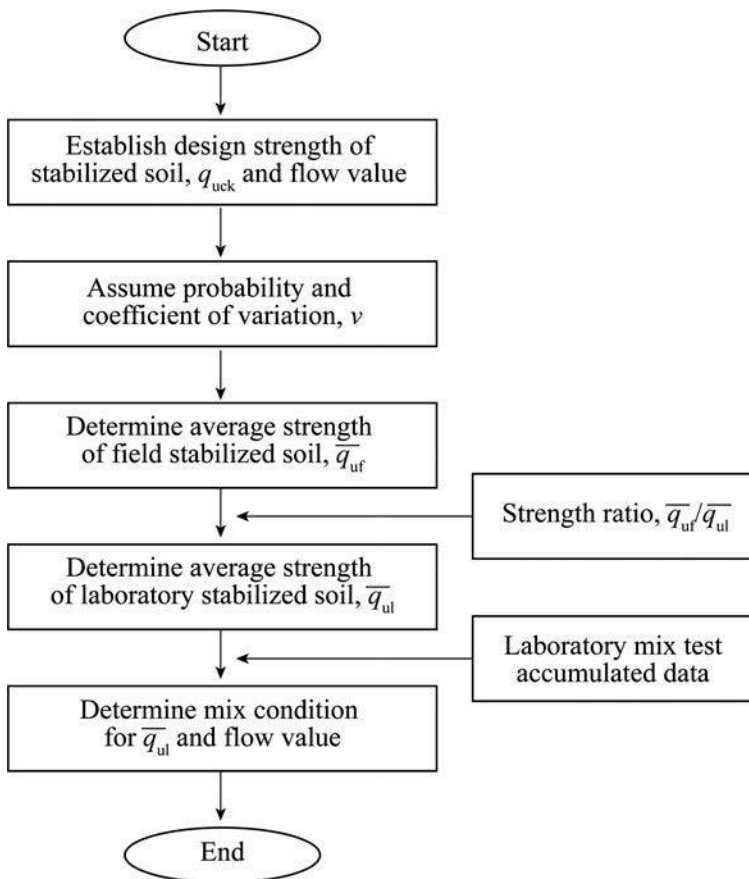 Start
Establish design strength of
stabilized soil, q_uck and flow value
Assume probability and
coefficient of variation, v
Determine average strength
of field stabilized soil, q̅_uf
Strength ratio, q̅_uf/q̅_ul
Determine average strength
of laboratory stabilized soil, q̅_ul
Laboratory mix test
accumulated data
Determine mix condition
for q̅_ul and flow value
End